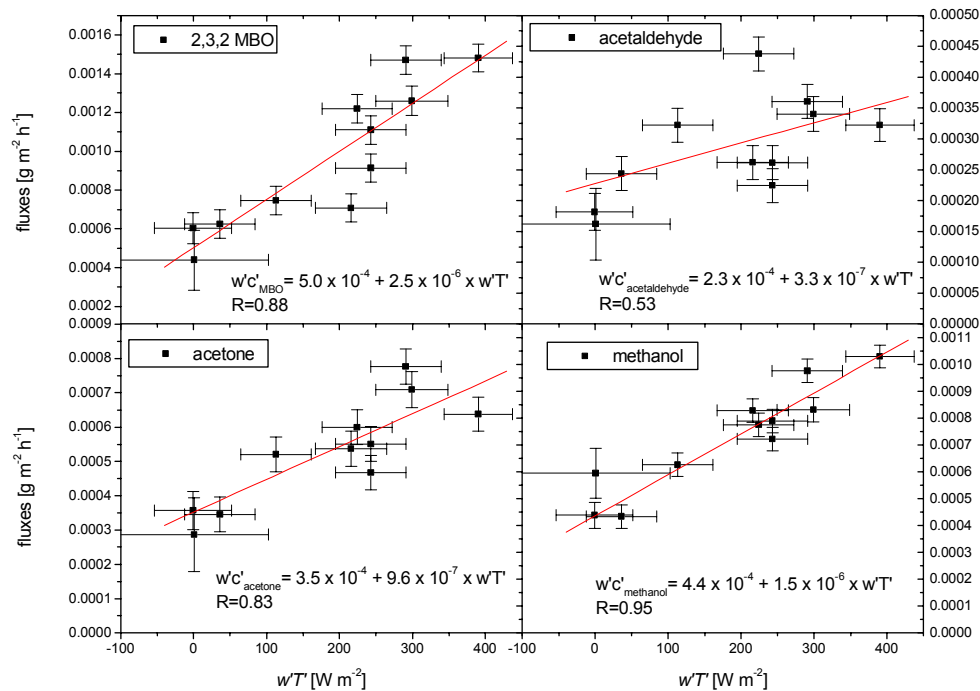 2,3,2 MBO
fluxes [g m-2 h-1]
0.0016
0.0014
0.0012
0.0010
0.0008
0.0006
0.0004
0.0002
w'c'MBO= 5.0 x 10-4 + 2.5 x 10-6 x w'T'
R=0.88
acetaldehyde
0.00050
0.00045
0.00040
0.00035
0.00030
0.00025
0.00020
0.00015
0.00010
0.00005
0.00000
w'c'acetaldehyde= 2.3 x 10-4 + 3.3 x 10-7 x w'T'
R=0.53
acetone
fluxes [g m-2 h-1]
0.0009
0.0008
0.0007
0.0006
0.0005
0.0004
0.0003
0.0002
0.0001
0.0000
w'c'acetone= 3.5 x 10-4 + 9.6 x 10-7 x w'T'
R=0.83
-100 0 100 200 300 400
w'T' [W m-2]
methanol
0.0011
0.0010
0.0009
0.0008
0.0007
0.0006
0.0005
0.0004
0.0003
0.0002
0.0001
0.0000
w'c'methanol= 4.4 x 10-4 + 1.5 x 10-6 x w'T'
R=0.95
-100 0 100 200 300 400
w'T' [W m-2]